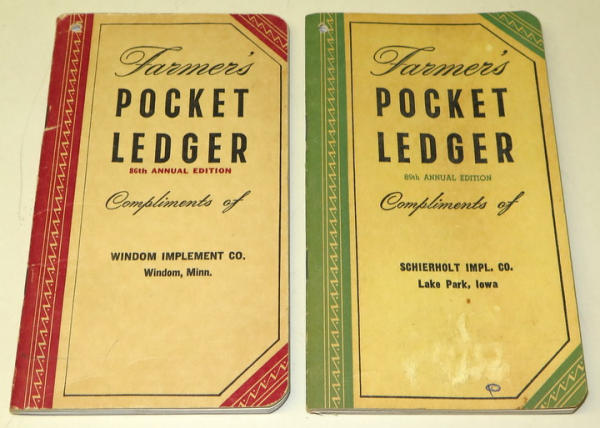 Farmer's
POCKET
LEDGER
86th ANNUAL EDITION
Compliments of
WINDOM IMPLEMENT CO.
Windom, Minn.
Farmer's
POCKET
LEDGER
89th ANNUAL EDITION
Compliments of
SCHIERHOLT IMPL. CO.
Lake Park, Iowa